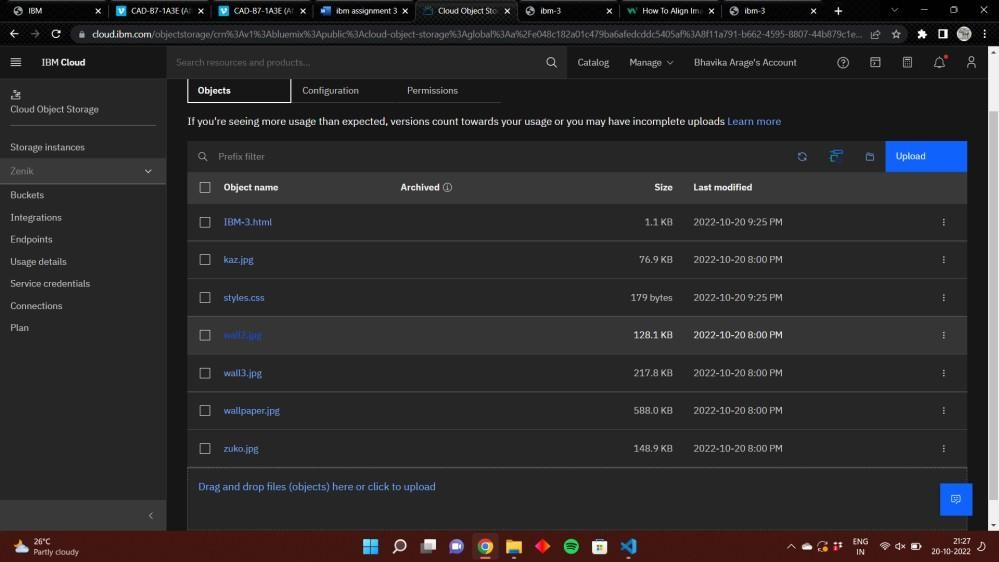 IBM
CAD-B7-1A3E (A
CAD-B7-1A3E (A
ibm assignment 3
Cloud Object Sto
ibm-3
How To Align Ima
ibm-3
cloud.ibm.com/objectstorage/crn%3Av1%3Abluemix%3Apublic%3Acloud-object-storage%3Aglobal%3Aa%2Fe048c182a01c479ba6afedcddc5405af%3A8f11a791-b662-4595-8807-44b879c1e...
IBM Cloud
Search resources and products...
Catalog
Manage
Bhavika Arage's Account
Cloud Object Storage
Storage instances
Zenik
Buckets
Integrations
Endpoints
Usage details
Service credentials
Connections
Plan
Objects
Configuration
Permissions
If you're seeing more usage than expected, versions count towards your usage or you may have incomplete uploads Learn more
Prefix filter
Upload
Object name Archived Size Last modified
IBM-3.html 1.1 KB 2022-10-20 9:25 PM
kaz.jpg 76.9 KB 2022-10-20 8:00 PM
styles.css 179 bytes 2022-10-20 9:25 PM
wall2.jpg 128.1 KB 2022-10-20 8:00 PM
wall3.jpg 217.8 KB 2022-10-20 8:00 PM
wallpaper.jpg 588.0 KB 2022-10-20 8:00 PM
zuko.jpg 148.9 KB 2022-10-20 8:00 PM
Drag and drop files (objects) here or click to upload
26°C
Partly cloudy
ENG
IN
21:27
20-10-2022